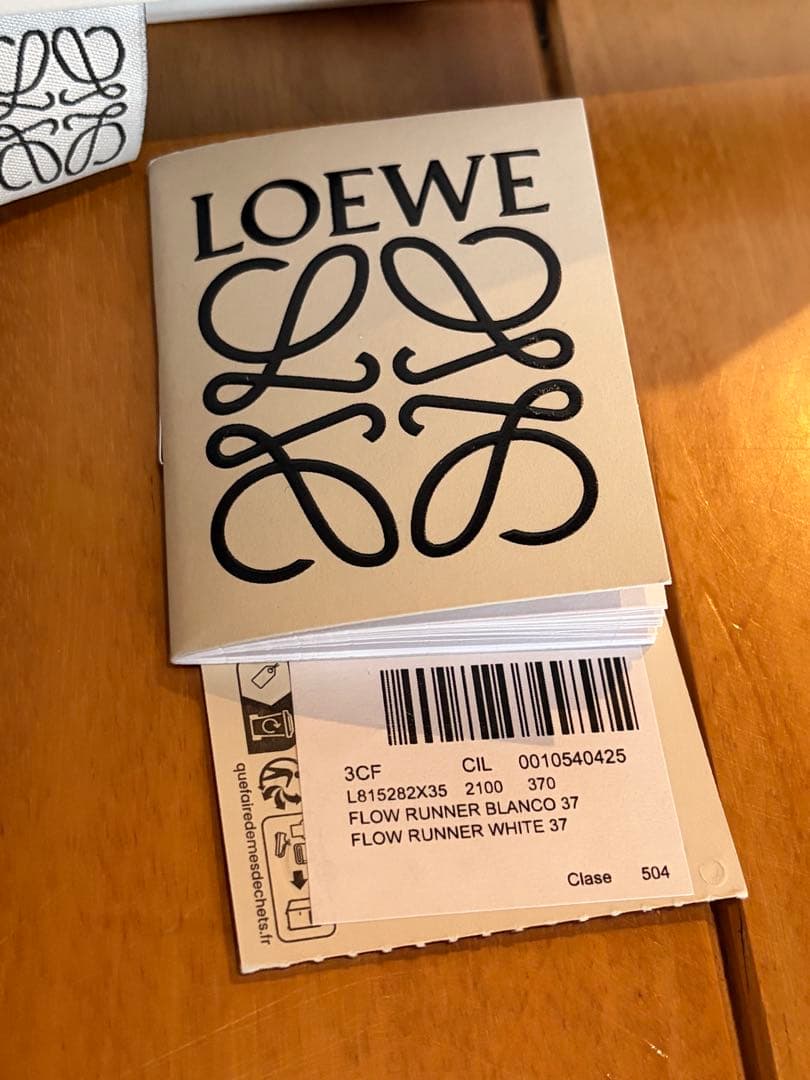 LOEWE
3CF CIL 0010540425
L815282X35 2100 370
FLOW RUNNER BLANCO 37
FLOW RUNNER WHITE 37
Clase 504
quefairedemesdechets.fr